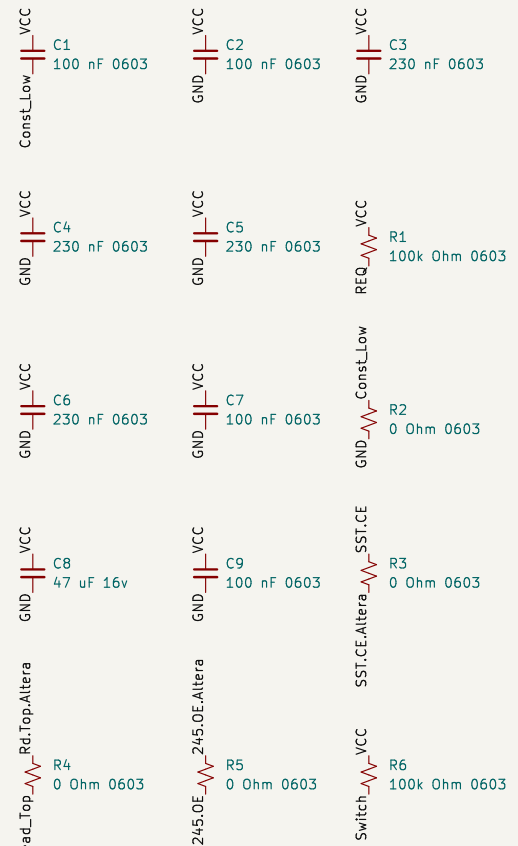 VCC
C1
100 nF 0603
Const_Low
VCC
C2
100 nF 0603
GND
VCC
C3
230 nF 0603
GND
VCC
C4
230 nF 0603
GND
VCC
C5
230 nF 0603
GND
VCC
R1
100k Ohm 0603
REQ
VCC
C6
230 nF 0603
GND
VCC
C7
100 nF 0603
GND
Const_Low
R2
0 Ohm 0603
GND
VCC
C8
47 uF 16v
GND
VCC
C9
100 nF 0603
GND
SST.CE
R3
0 Ohm 0603
SST.CE.Altera
Rd.Top.Altera
R4
0 Ohm 0603
ad_Top
245.OE.Altera
R5
0 Ohm 0603
245.OE
VCC
R6
100k Ohm 0603
Switch